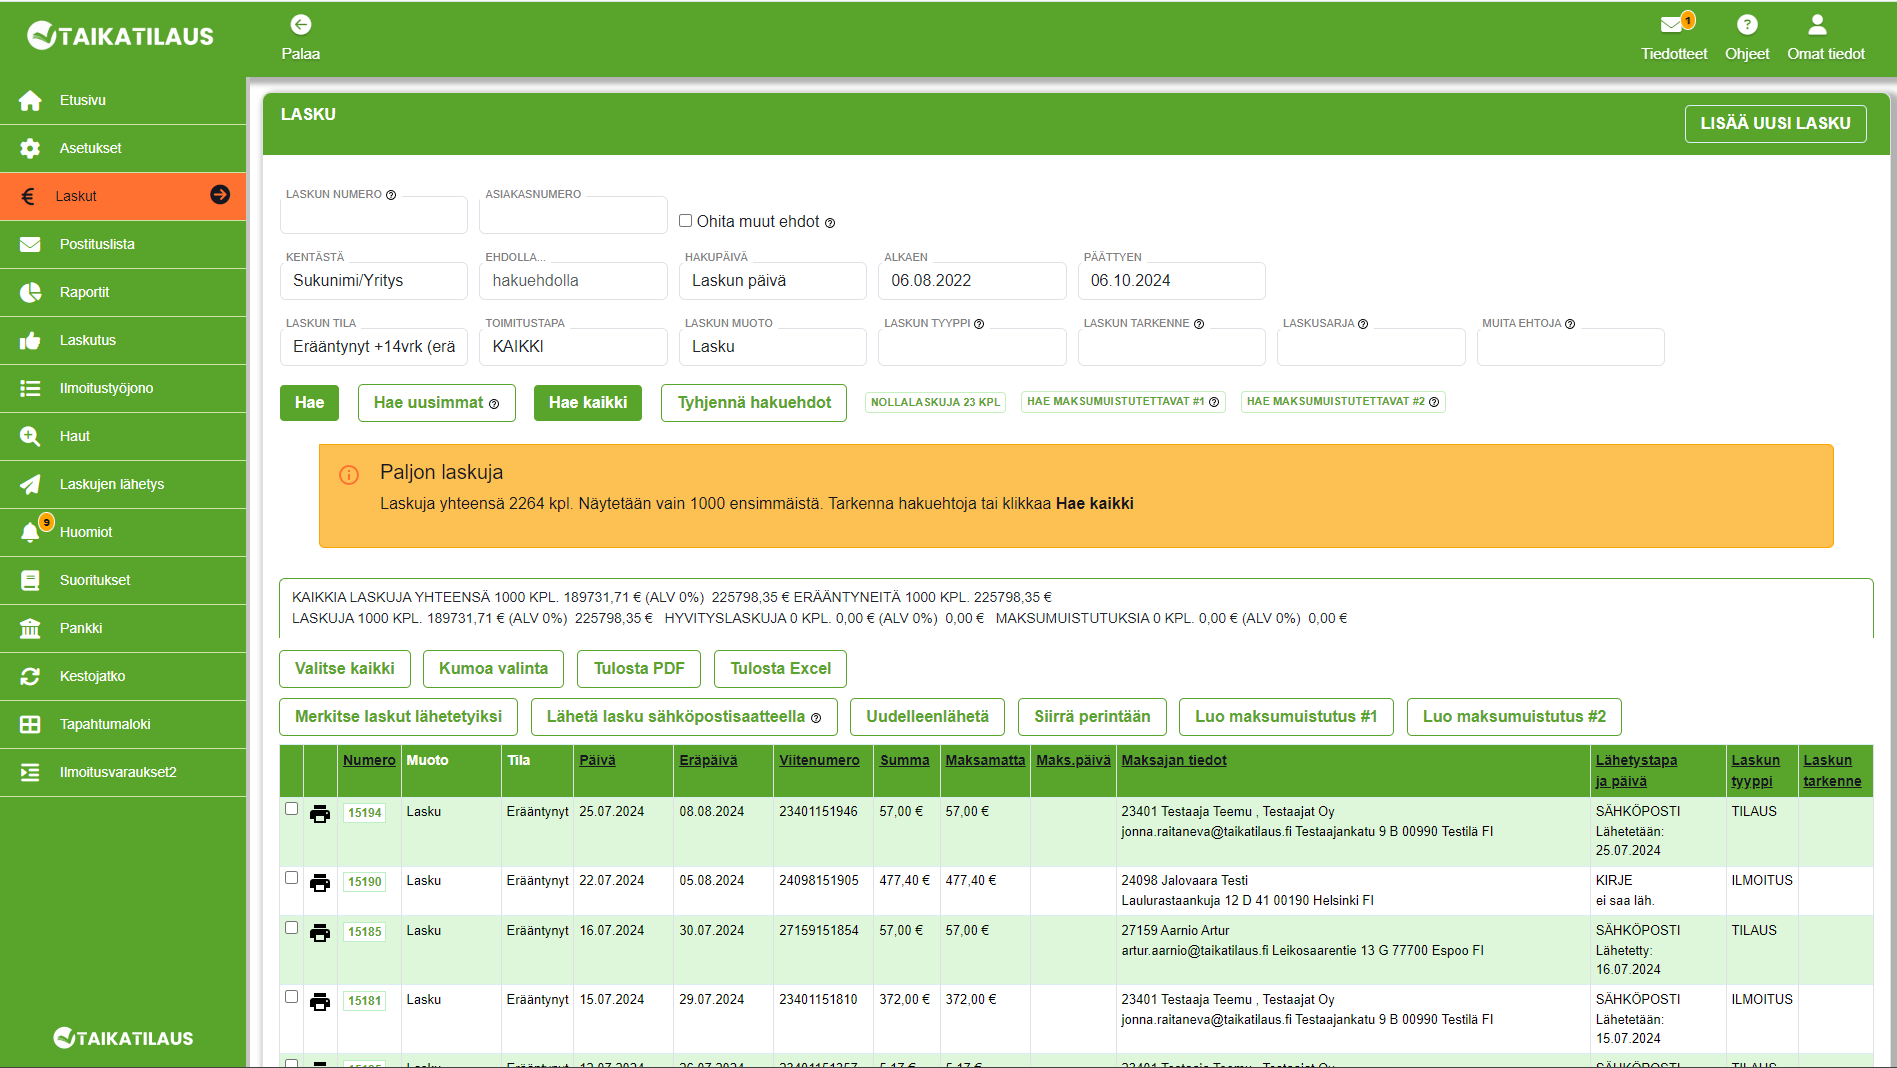 TAIKATILAUS
Palaa
1
Tiedotteet
Ohjeet
Omat tiedot
Etusivu
Asetukset
Laskut
Postituslista
Raportit
Laskutus
Ilmoitustyöjono
Haut
Laskujen lähetys
9
Huomiot
Suoritukset
Pankki
Kestojatko
Tapahtumaloki
Ilmoitusvaraukset2
TAIKATILAUS
LASKU
LISÄÄ UUSI LASKU
LASKUN NUMERO
ASIAKASNUMERO
Ohita muut ehdot
KENTÄSTÄ
EHDOLLA...
HAKUPÄIVÄ
ALKAEN
PÄÄTTYEN
Sukunimi/Yritys
hakuehdolla
Laskun päivä
06.08.2022
06.10.2024
LASKUN TILA
TOIMITUSTAPA
LASKUN MUOTO
LASKUN TYYPPI
LASKUN TARKENNE
LASKUSARJA
MUITA EHTOJA
Erääntynyt +14vrk (erä
KAIKKI
Lasku
Hae
Hae uusimmat
Hae kaikki
Tyhjennä hakuehdot
NOLLALASKUJA 23 KPL
HAE MAKSUMUISTUTETTAVAT #1
HAE MAKSUMUISTUTETTAVAT #2
Paljon laskuja
Laskuja yhteensä 2264 kpl. Näytetään vain 1000 ensimmäistä. Tarkenna hakuehtoja tai klikkaa Hae kaikki
KAIKKIA LASKUJA YHTEENSÄ 1000 KPL. 189731,71 € (ALV 0%) 225798,35 € ERÄÄNTYNEITÄ 1000 KPL. 225798,35 €
LASKUJA 1000 KPL. 189731,71 € (ALV 0%) 225798,35 € HYVITYSLASKUJA 0 KPL. 0,00 € (ALV 0%) 0,00 € MAKSUMUISTUTUKSIA 0 KPL. 0,00 € (ALV 0%) 0,00 €
Valitse kaikki
Kumoa valinta
Tulosta PDF
Tulosta Excel
Merkitse laskut lähetetyiksi
Lähetä lasku sähköpostisaatteella
Uudelleenlähetä
Siirrä perintään
Luo maksumuistutus #1
Luo maksumuistutus #2
Numero Muoto Tila Päivä Eräpäivä Viitenumero Summa Maksamatta Maks.päivä Maksajan tiedot Lähetystapa ja päivä Laskun tyyppi Laskun tarkenne
15194 Lasku Erääntynyt 25.07.2024 08.08.2024 23401151946 57,00 € 57,00 € 23401 Testaaja Teemu , Testaajat Oy SÄHKÖPOSTI TILAUS
jonna.raitaneva@taikatilaus.fi Testaajankatu 9 B 00990 Testilä FI Lähetetään:
25.07.2024
15190 Lasku Erääntynyt 22.07.2024 05.08.2024 24098151905 477,40 € 477,40 € 24098 Jalovaara Testi KIRJE ILMOITUS
Laulurastaankuja 12 D 41 00190 Helsinki FI ei saa läh.
15185 Lasku Erääntynyt 16.07.2024 30.07.2024 27159151854 57,00 € 57,00 € 27159 Aarnio Artur SÄHKÖPOSTI TILAUS
artur.aarnio@taikatilaus.fi Leikosaarentie 13 G 77700 Espoo FI Lähetetty:
16.07.2024
15181 Lasku Erääntynyt 15.07.2024 29.07.2024 23401151810 372,00 € 372,00 € 23401 Testaaja Teemu , Testaajat Oy SÄHKÖPOSTI ILMOITUS
jonna.raitaneva@taikatilaus.fi Testaajankatu 9 B 00990 Testilä FI Lähetetään:
15.07.2024